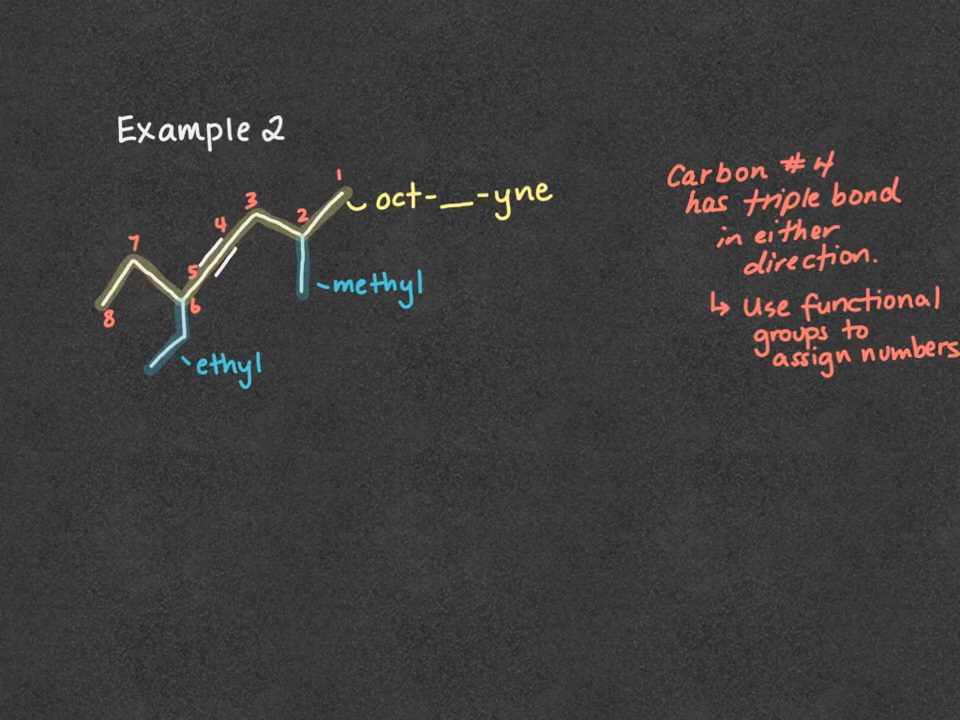 Example 2
1
2
3
4
5
6
7
8
oct-__-yne
methyl
ethyl
Carbon #4
has triple bond
in either
direction.
↳ Use functional
groups to
assign numbers